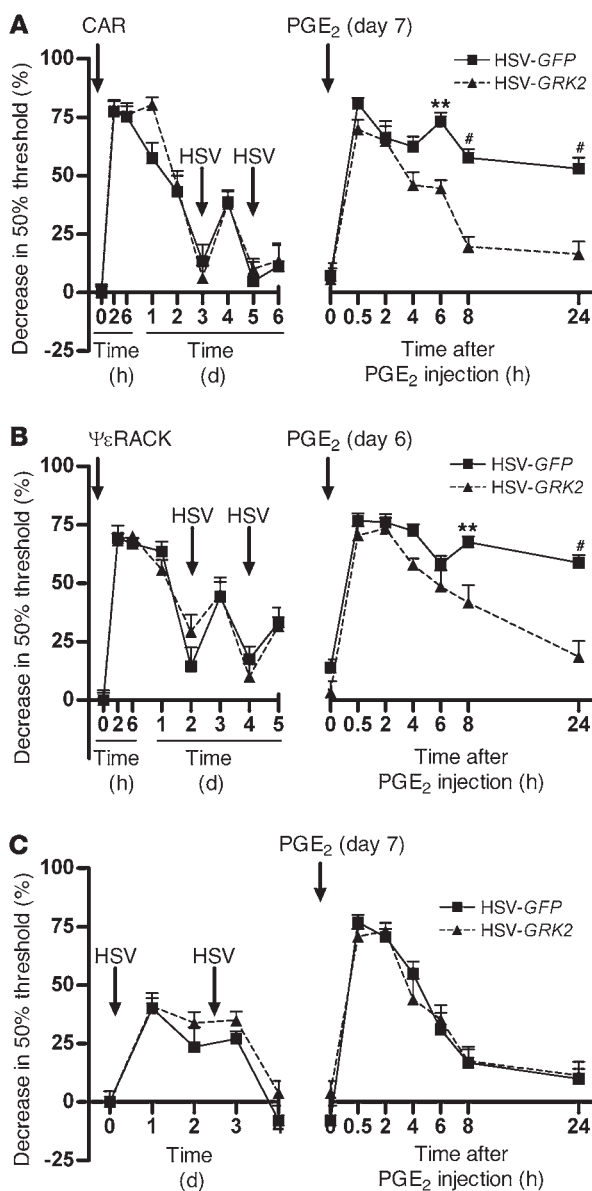 A
CAR
PGE2 (day 7)
Decrease in 50% threshold (%)
100
75
50
25
0
-25
HSV
HSV
0 2 6 1 2 3 4 5 6
Time (h)
Time (d)
HSV-GFP
HSV-GRK2
**
#
#
0 0.5 2 4 6 8 24
Time after
PGE2 injection (h)
B
ΨεRACK
PGE2 (day 6)
Decrease in 50% threshold (%)
100
75
50
25
0
HSV
HSV
0 2 6 1 2 3 4 5
Time (h)
Time (d)
HSV-GFP
HSV-GRK2
**
#
0 0.5 2 4 6 8 24
Time after
PGE2 injection (h)
C
PGE2 (day 7)
Decrease in 50% threshold (%)
100
75
50
25
0
-25
HSV
HSV
0 1 2 3 4
Time
(d)
HSV-GFP
HSV-GRK2
0 0.5 2 4 6 8 24
Time after
PGE2 injection (h)